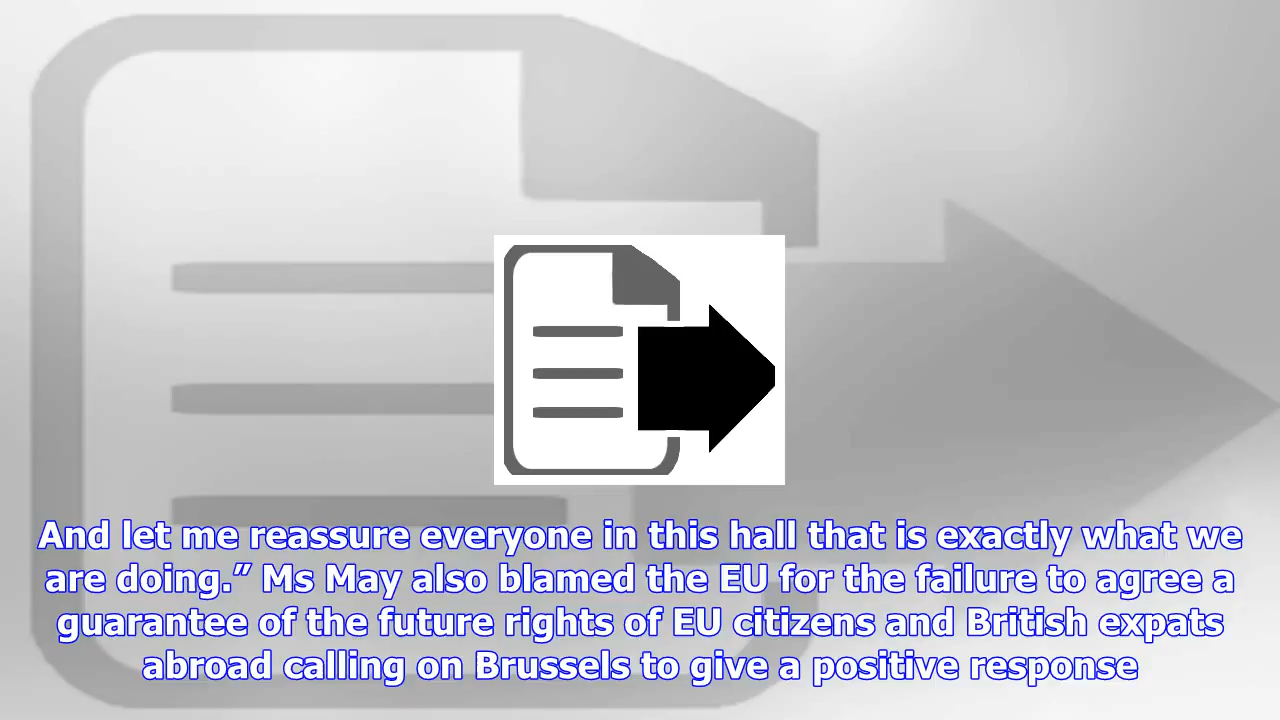 And let me reassure everyone in this hall that is exactly what we
are doing.” Ms May also blamed the EU for the failure to agree a
guarantee of the future rights of EU citizens and British expats
abroad calling on Brussels to give a positive response